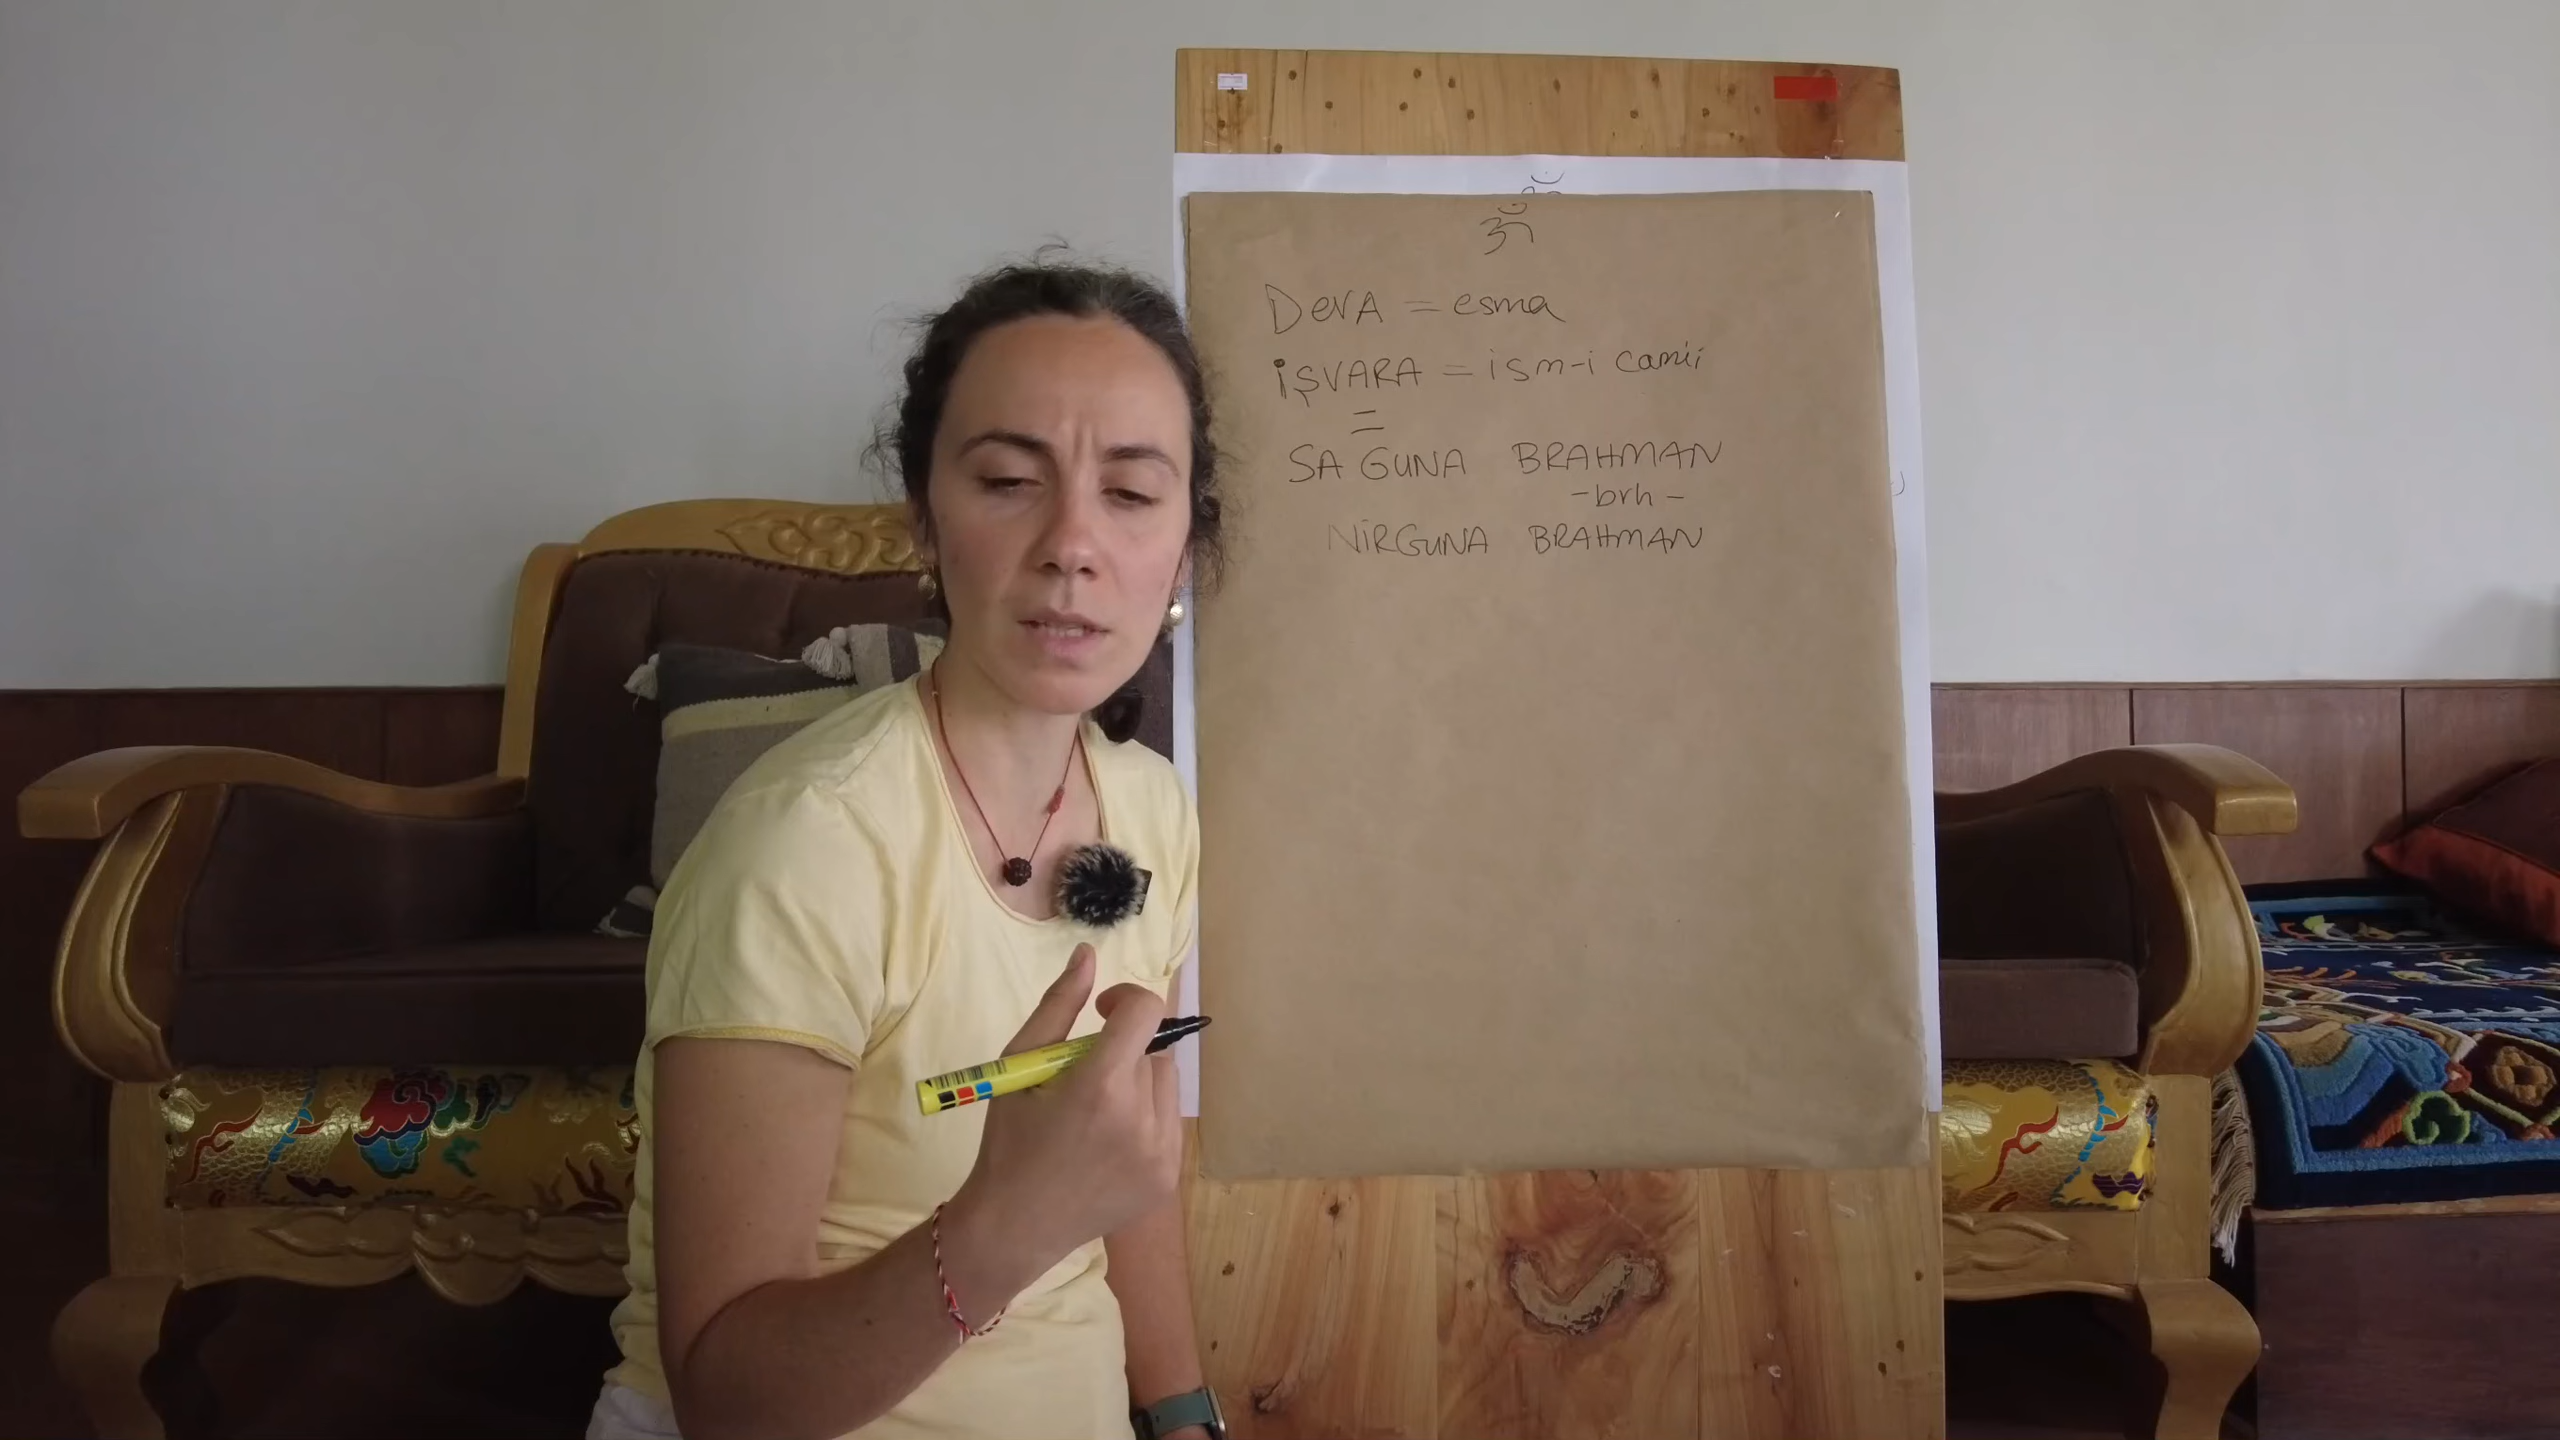 ॐ
DevA = esma
iŞVARA = ism-i camii
=
SA GUNA BRAHMAN
-brh-
NiRGUNA BRAHMAN